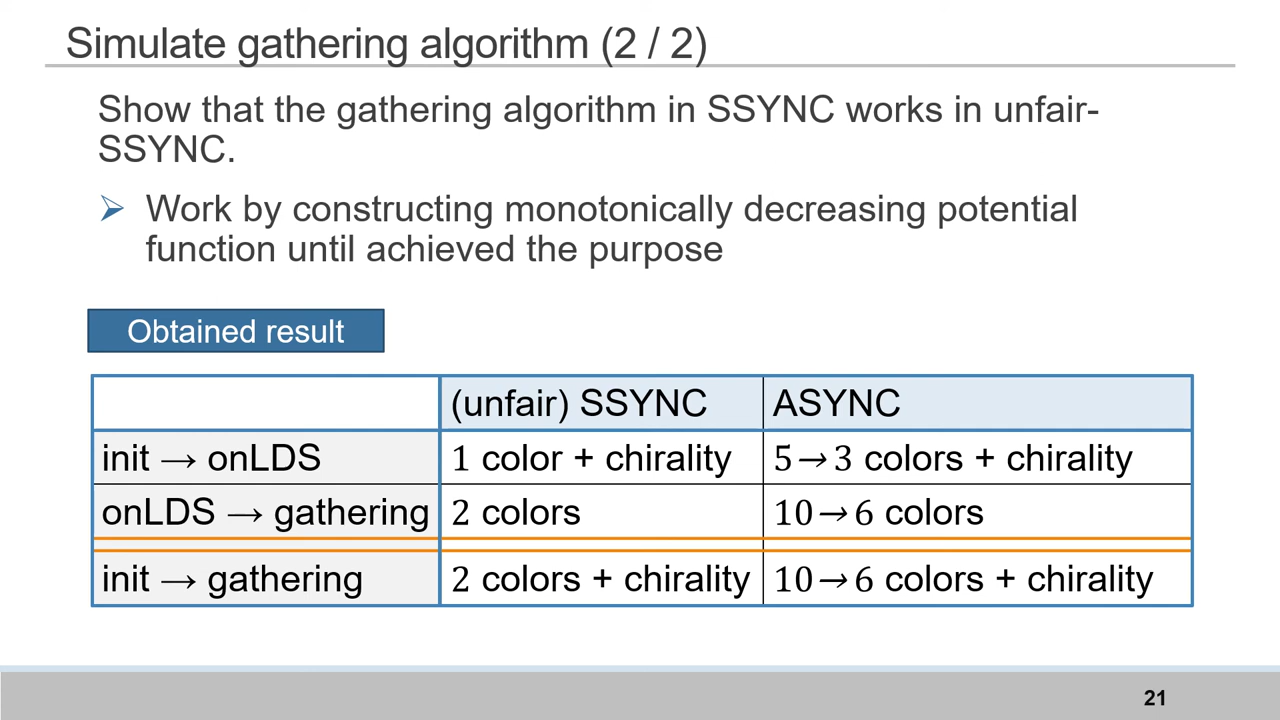 Simulate gathering algorithm (2 / 2)
Show that the gathering algorithm in SSYNC works in unfair-
SSYNC.
➢ Work by constructing monotonically decreasing potential
function until achieved the purpose
Obtained result
(unfair) SSYNC ASYNC
init → onLDS 1 color + chirality 5→3 colors + chirality
onLDS → gathering 2 colors 10→6 colors
init → gathering 2 colors + chirality 10→6 colors + chirality
21